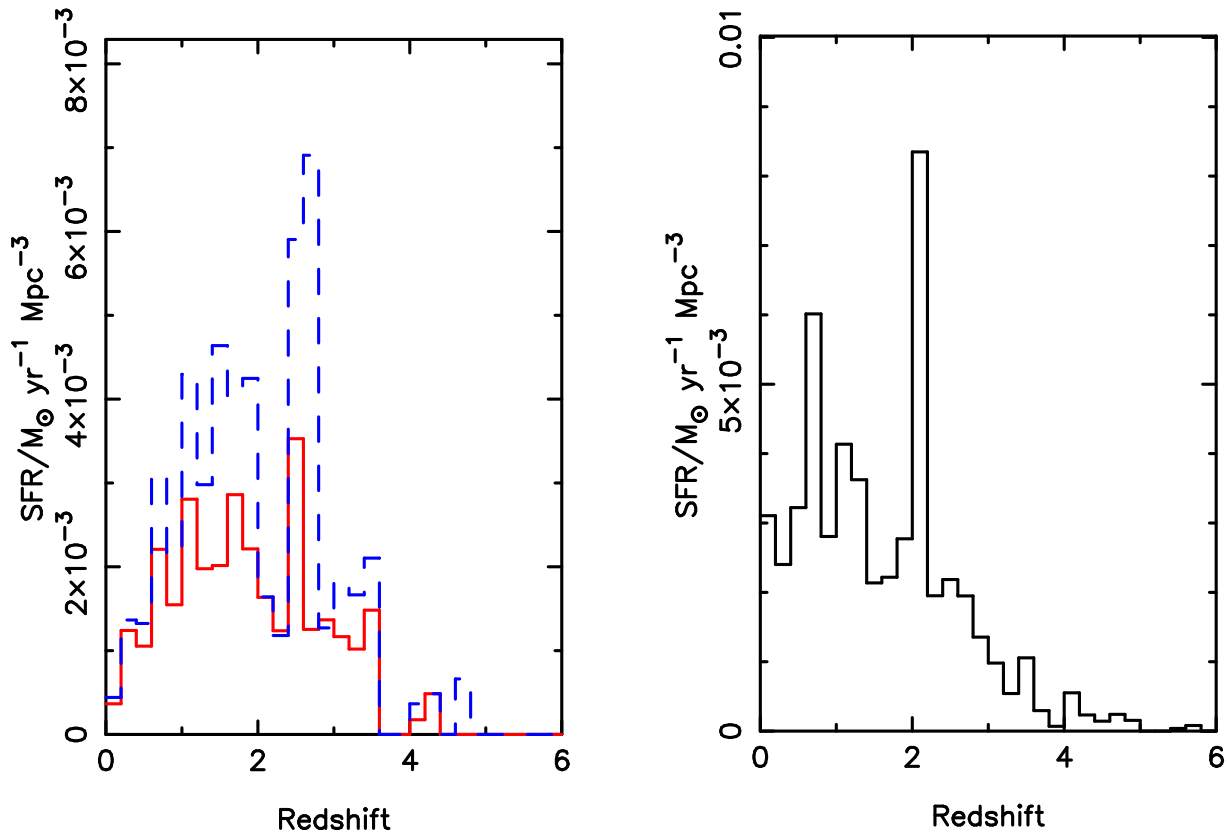 8×10⁻³
6×10⁻³
4×10⁻³
2×10⁻³
0
SFR/M⊙ yr⁻¹ Mpc⁻³
0 2 4 6
Redshift
0.01
5×10⁻³
0
SFR/M⊙ yr⁻¹ Mpc⁻³
0 2 4 6
Redshift